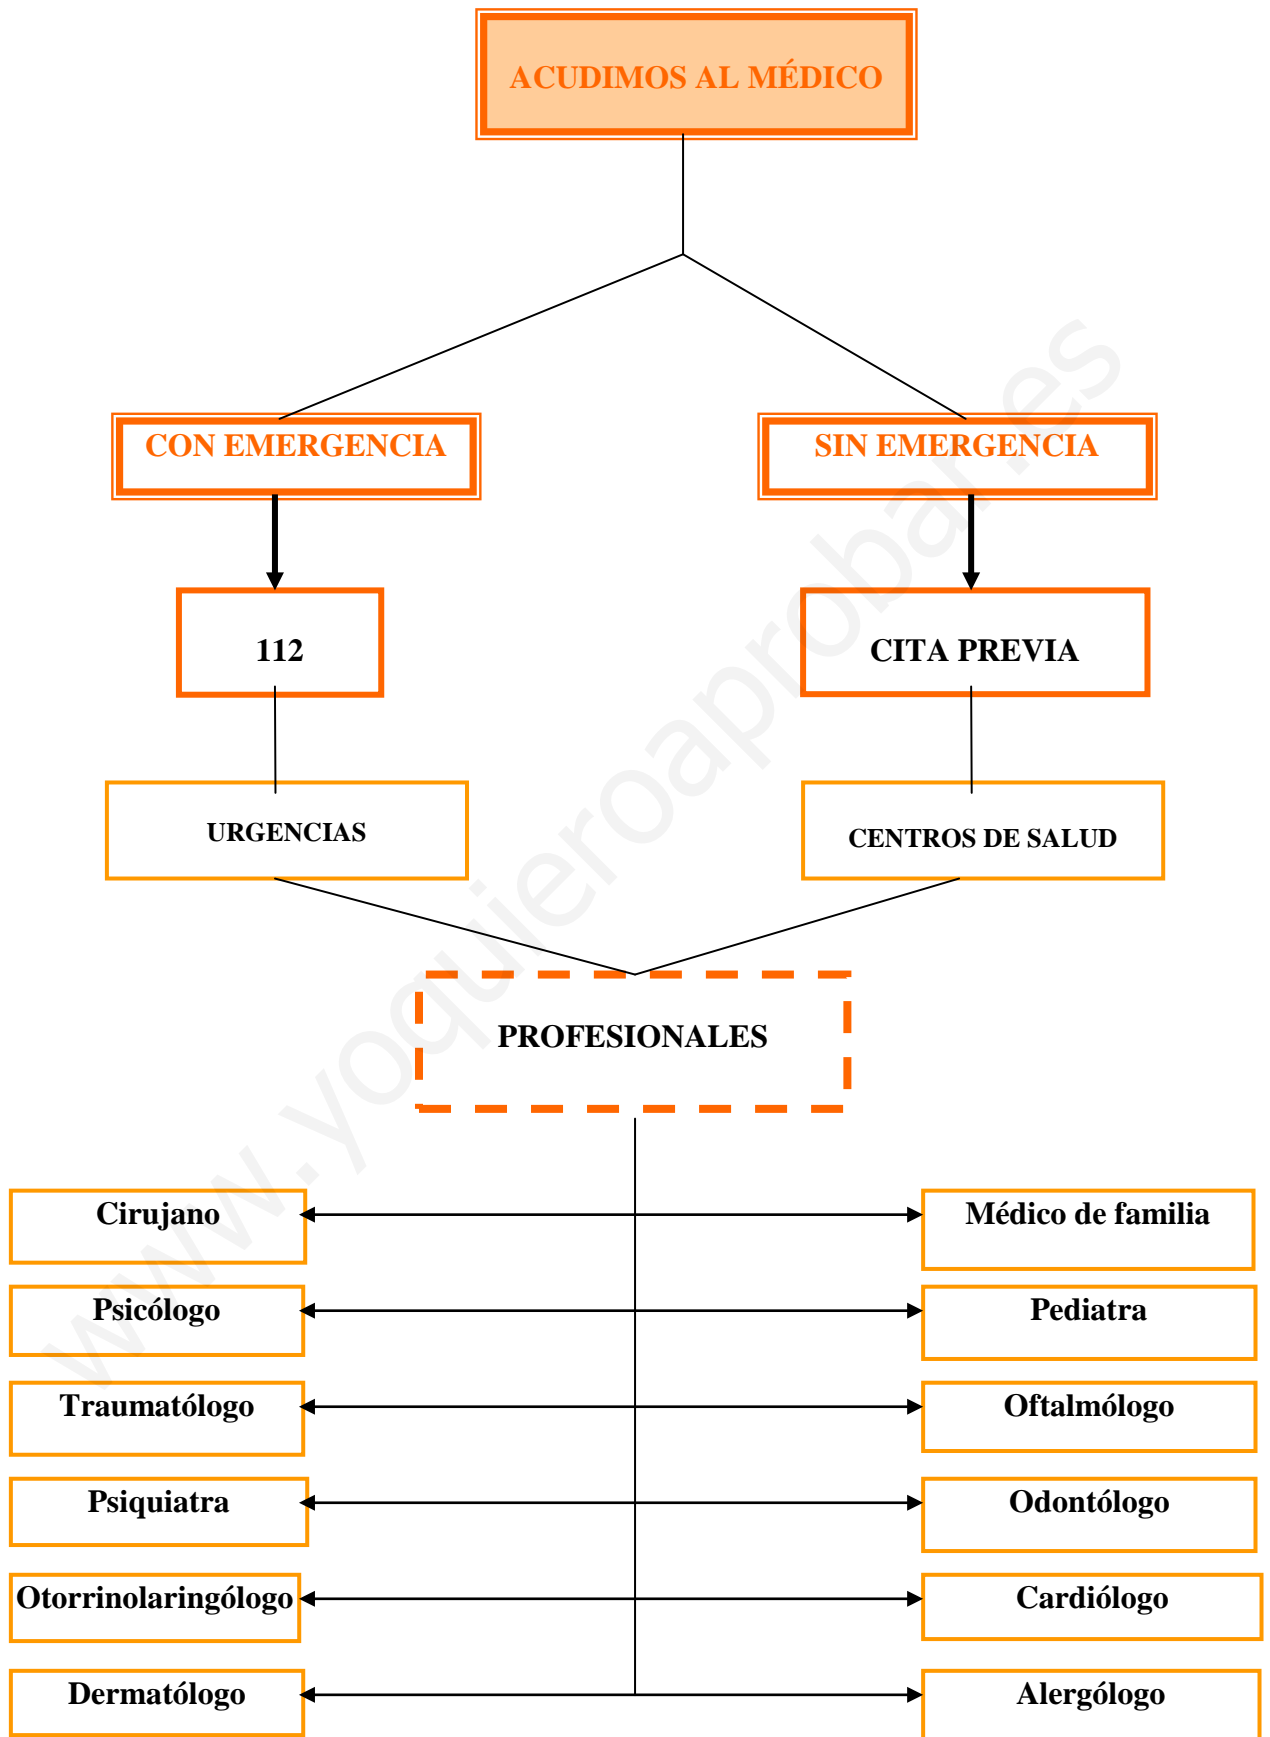 ACUDIMOS AL MÉDICO
CON EMERGENCIA
SIN EMERGENCIA
112
CITA PREVIA
URGENCIAS
CENTROS DE SALUD
PROFESIONALES
Cirujano
Médico de familia
Psicólogo
Pediatra
Traumatólogo
Oftalmólogo
Psiquiatra
Odontólogo
Otorrinolaringólogo
Cardiólogo
Dermatólogo
Alergólogo
www.yoquieroaprobar.es